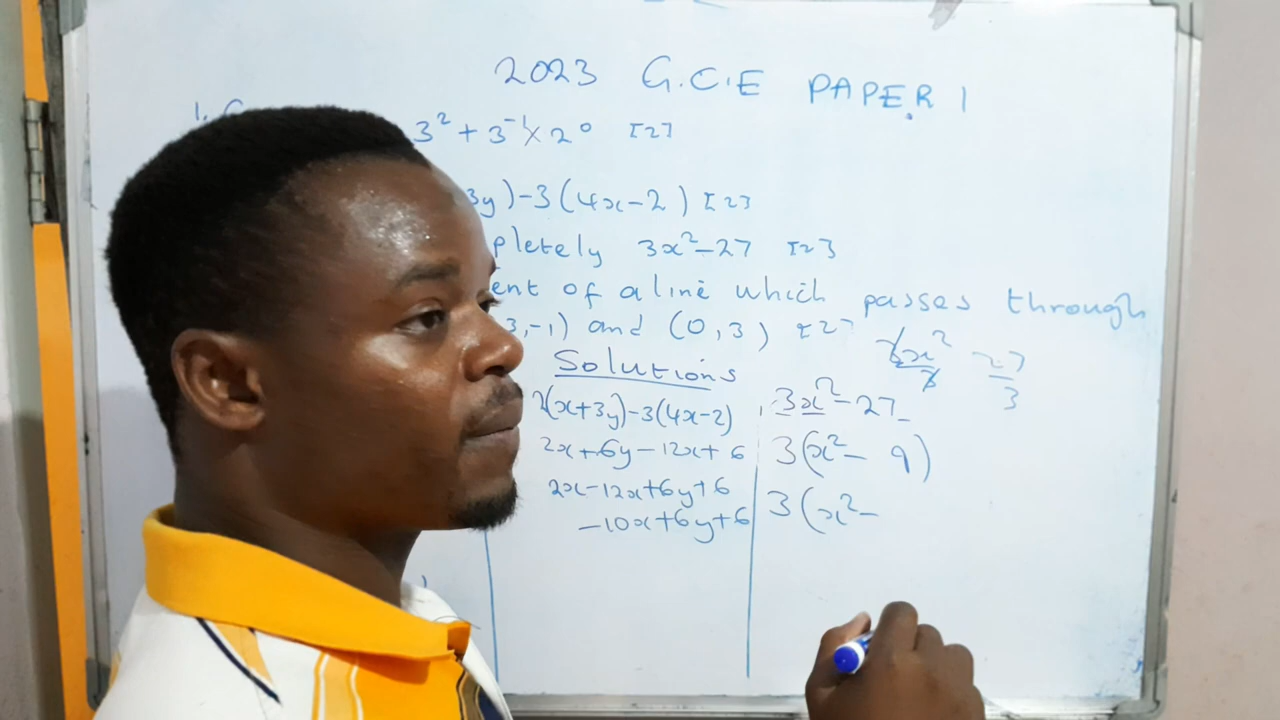 2023 G.C.E PAPER 1
1.
3² + 3⁻¹ × 2⁰ [2]
3y) - 3(4x - 2) [2]
pletely 3x² - 27 [2]
ent of a line which passes through
3, -1) and (0, 3) [2]
Solutions
3x²/3 27/3
2(x+3y) - 3(4x-2)
2x + 6y - 12x + 6
2x - 12x + 6y + 6
-10x + 6y + 6
3x² - 27
3(x² - 9)
3(x² -